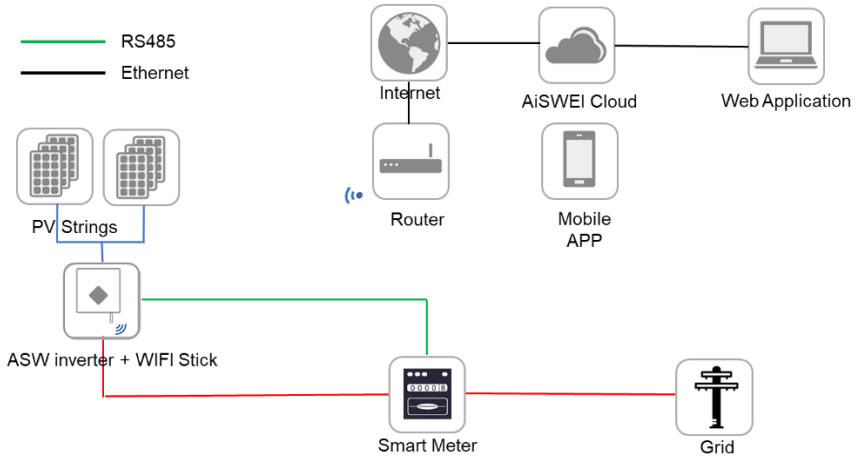 RS485
Ethernet
Internet
AiSWEI Cloud
Web Application
PV Strings
Router
Mobile
APP
ASW inverter + WIFI Stick
000018
Smart Meter
Grid